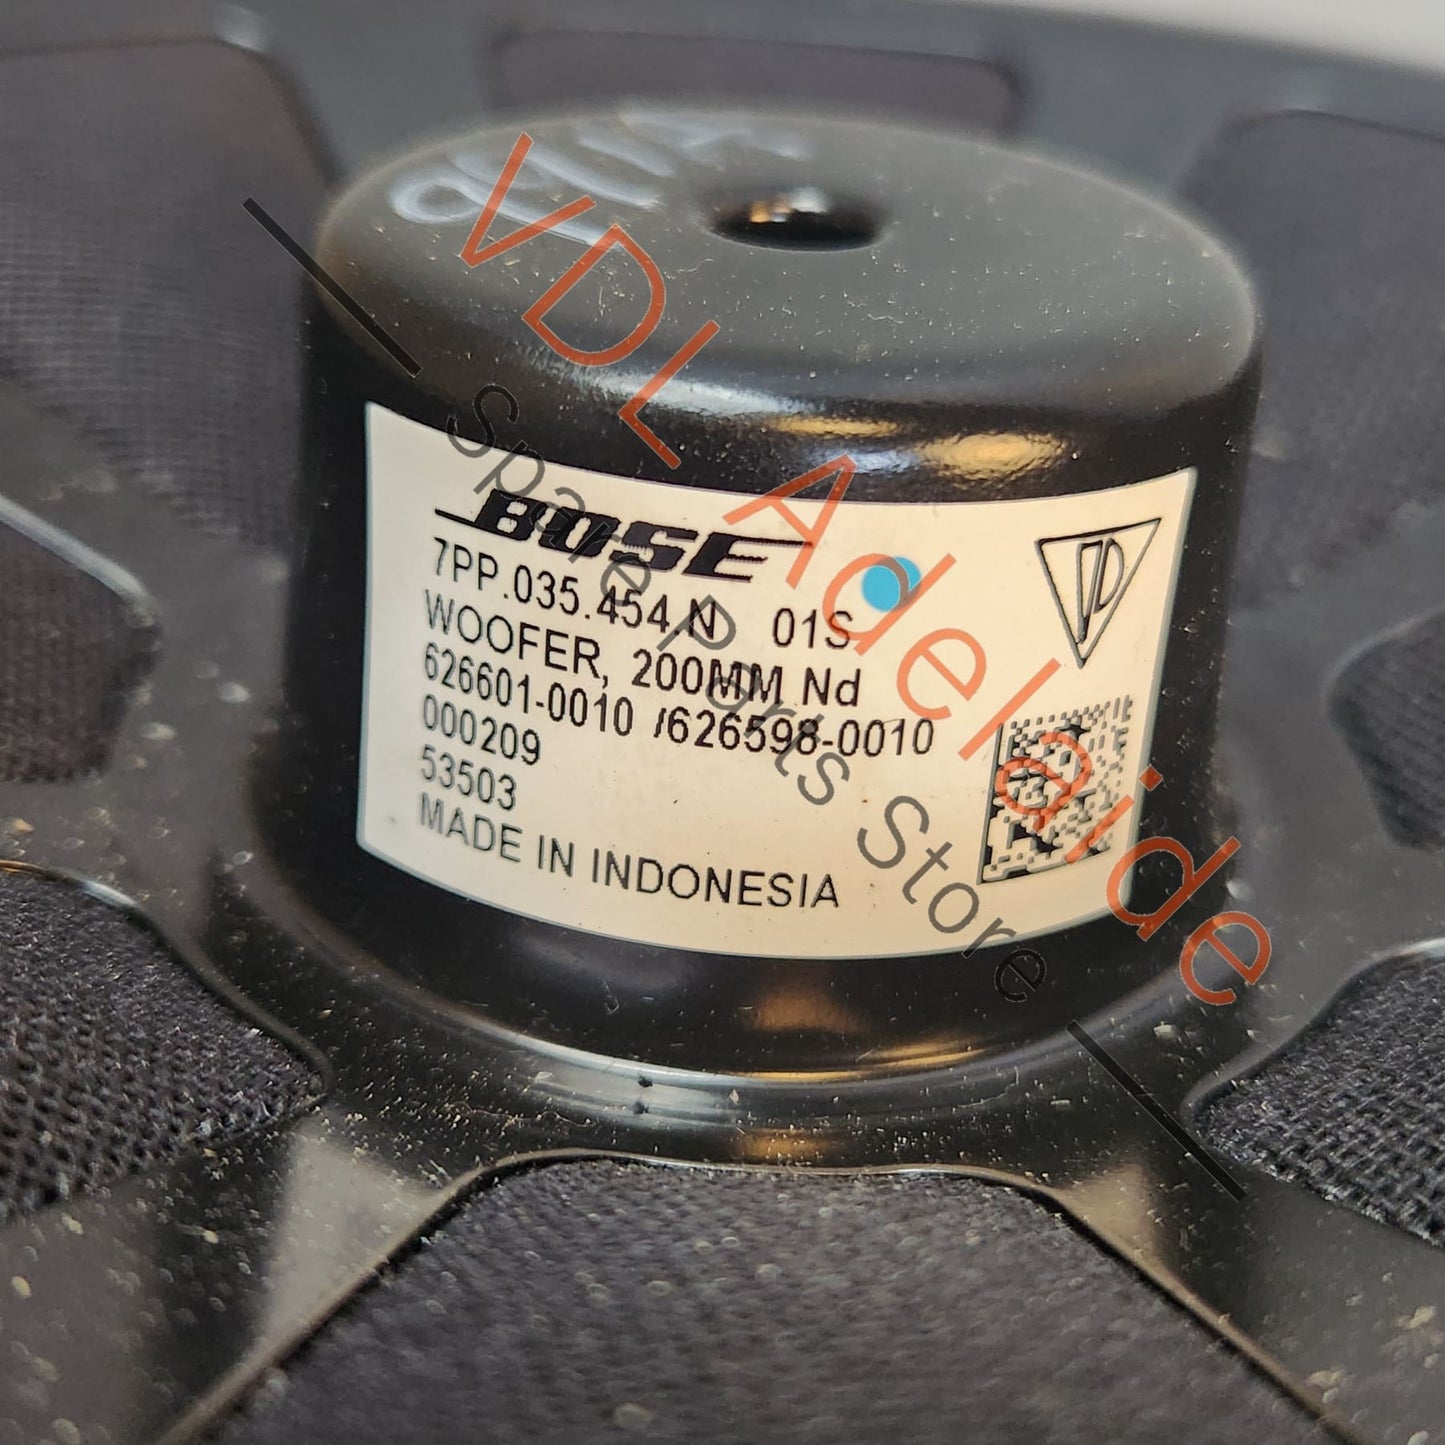 BOSE
7PP.035.454.N 01S
WOOFER, 200MM Nd
626601-0010 /626598-0010
000209
53503
MADE IN INDONESIA
PD
VDL Adelaide
Spare Parts Store